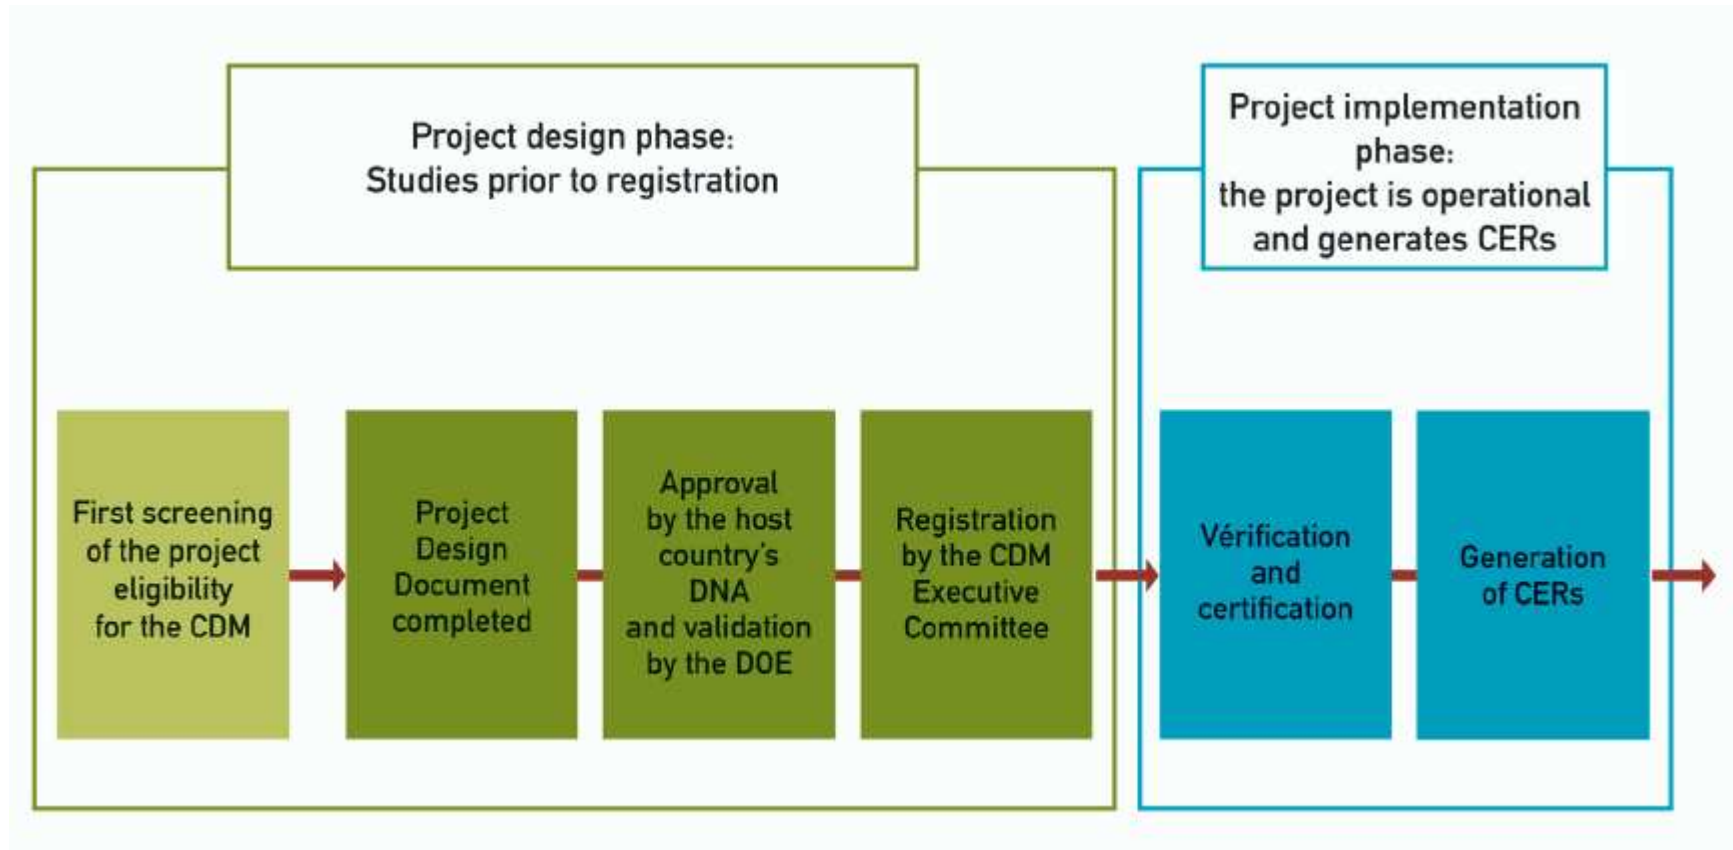 Project design phase:
Studies prior to registration
Project implementation
phase:
the project is operational
and generates CERs
First screening
of the project
eligibility
for the CDM
Project
Design
Document
completed
Approval
by the host
country's
DNA
and validation
by the DOE
Registration
by the CDM
Executive
Committee
Vérification
and
certification
Generation
of CERs